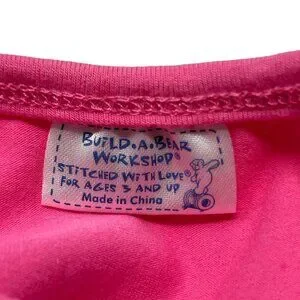 BUILD.A.BEAR
WORKSHOP®
STITCHED WITH LOVE®
FOR AGES 3 AND UP
Made in China